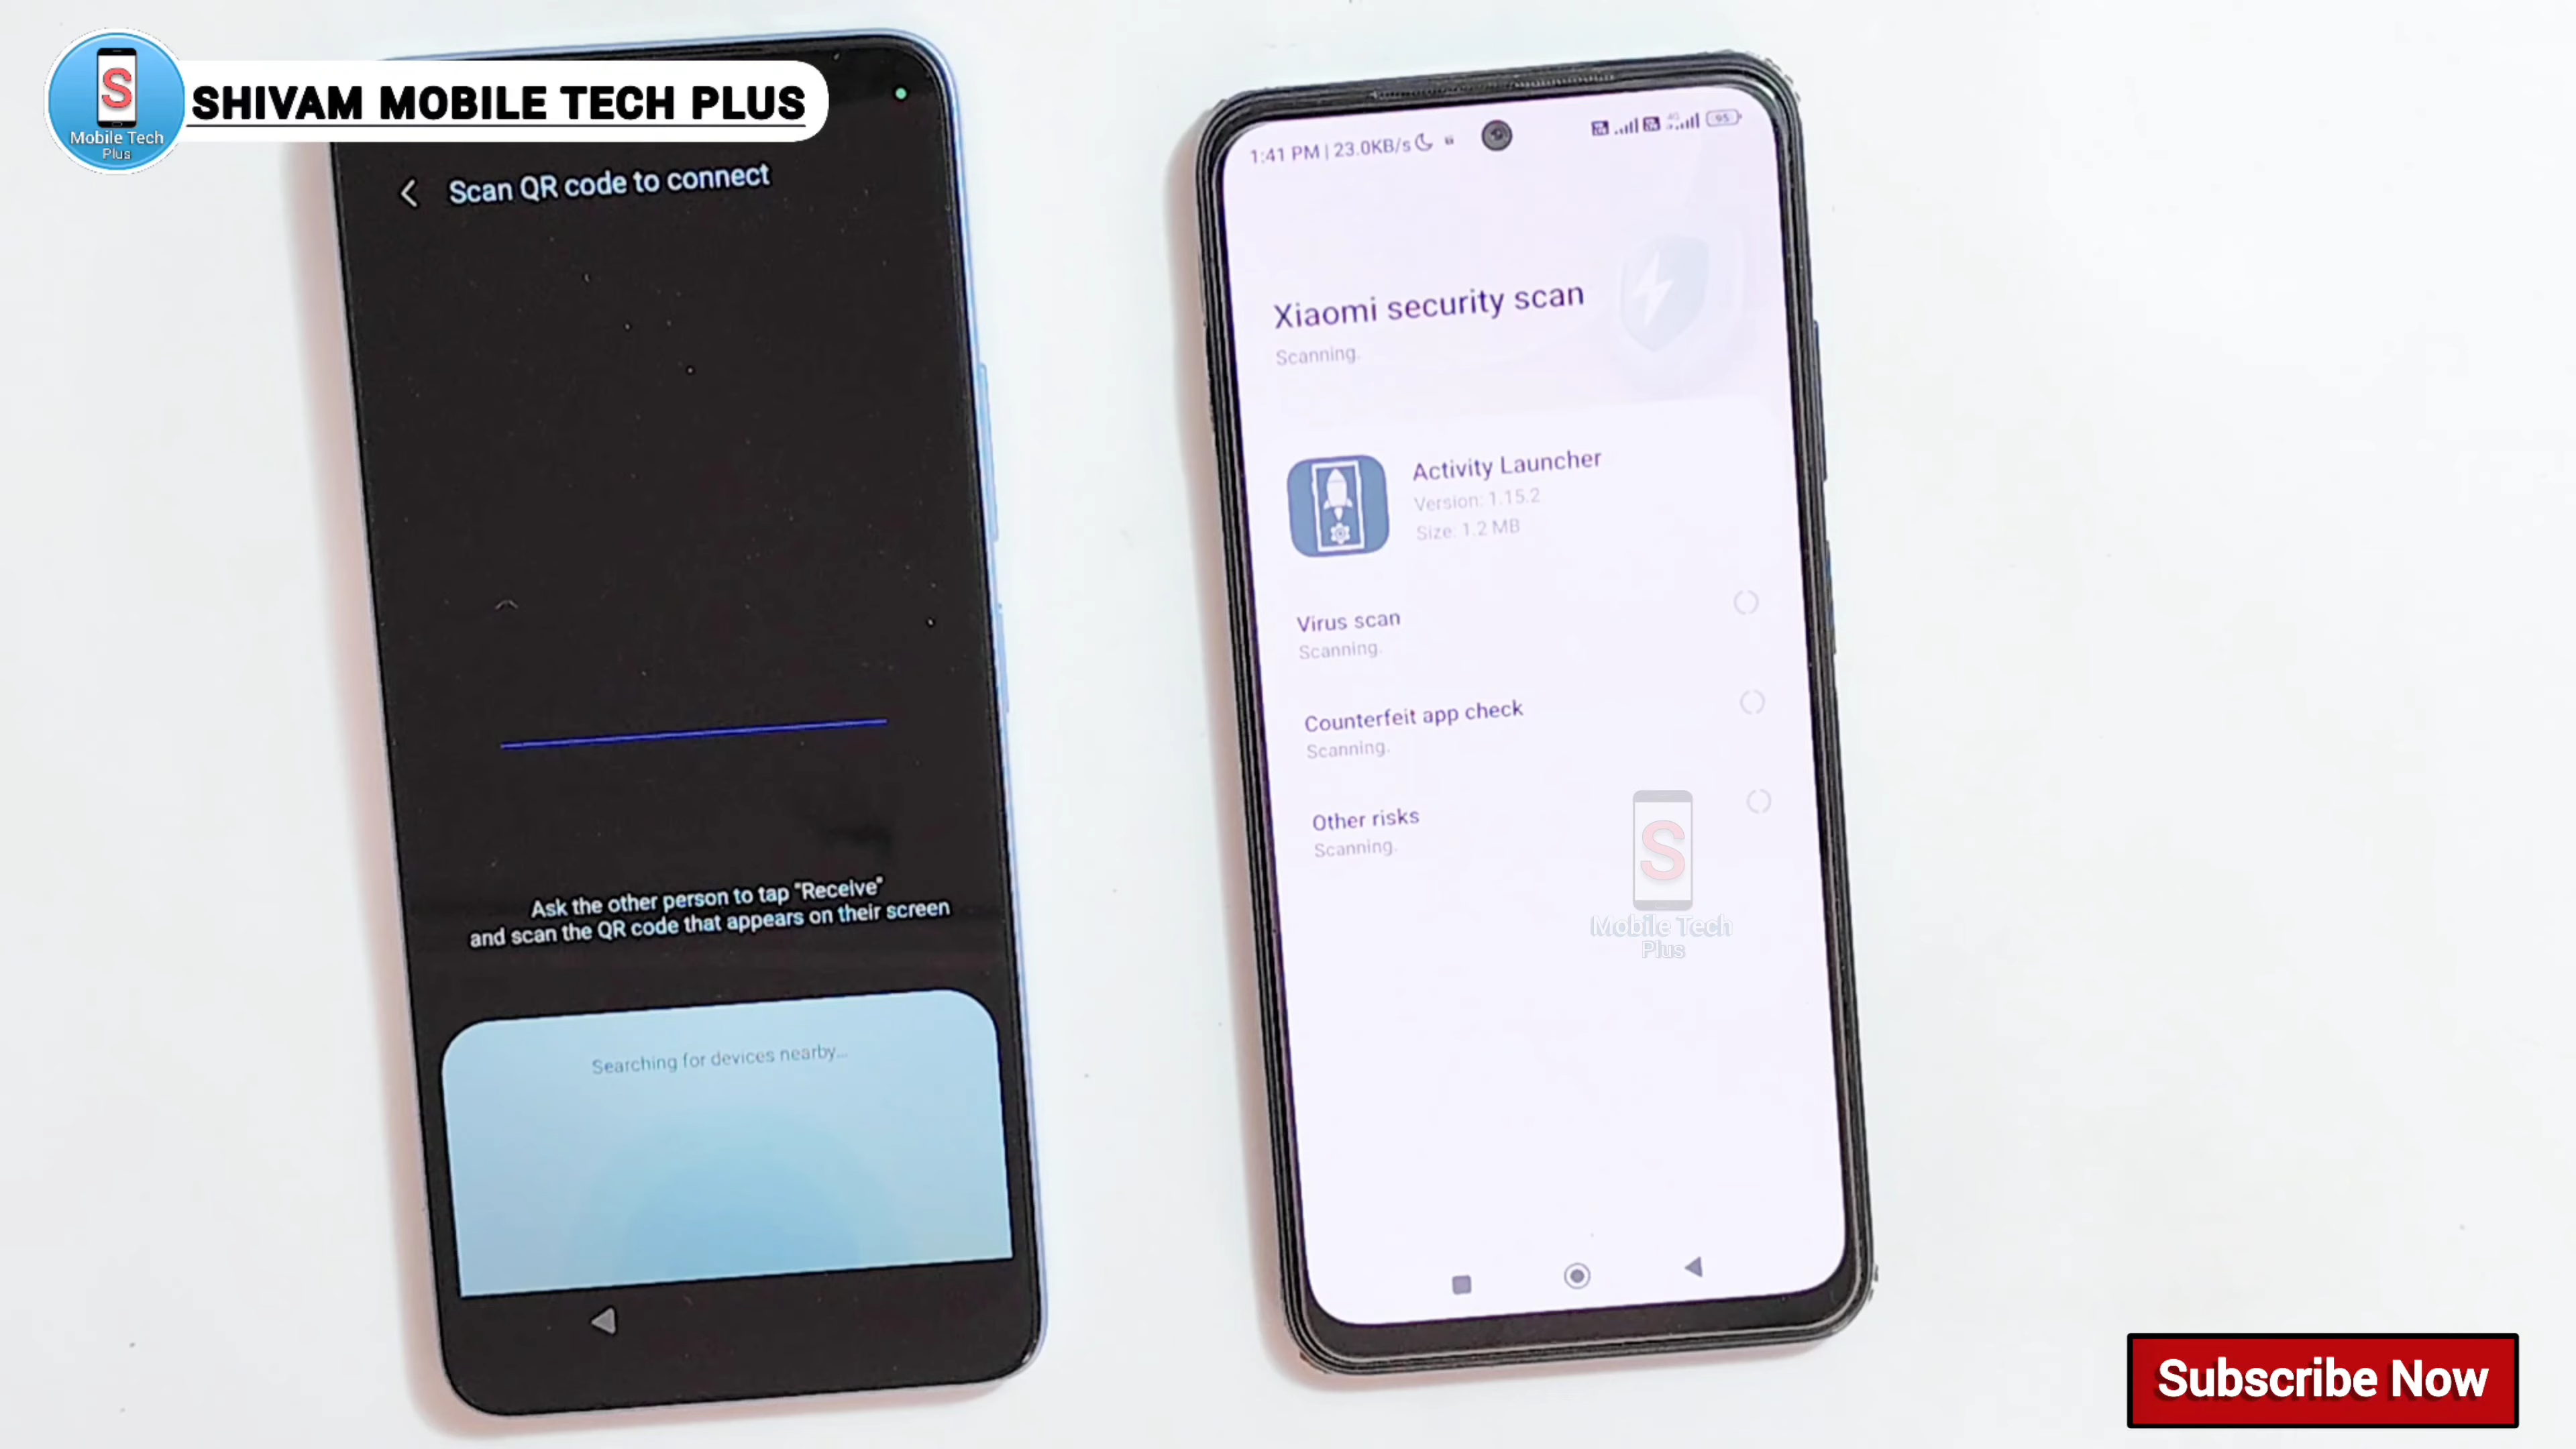 S
Mobile Tech
Plus
SHIVAM MOBILE TECH PLUS
Scan QR code to connect
Ask the other person to tap "Receive"
and scan the QR code that appears on their screen
Searching for devices nearby...
1:41 PM | 23.0KB/s
4G
95
Xiaomi security scan
Scanning.
Activity Launcher
Version: 1.15.2
Size: 1.2 MB
Virus scan
Scanning.
Counterfeit app check
Scanning.
Other risks
Scanning.
S
Mobile Tech
Plus
Subscribe Now